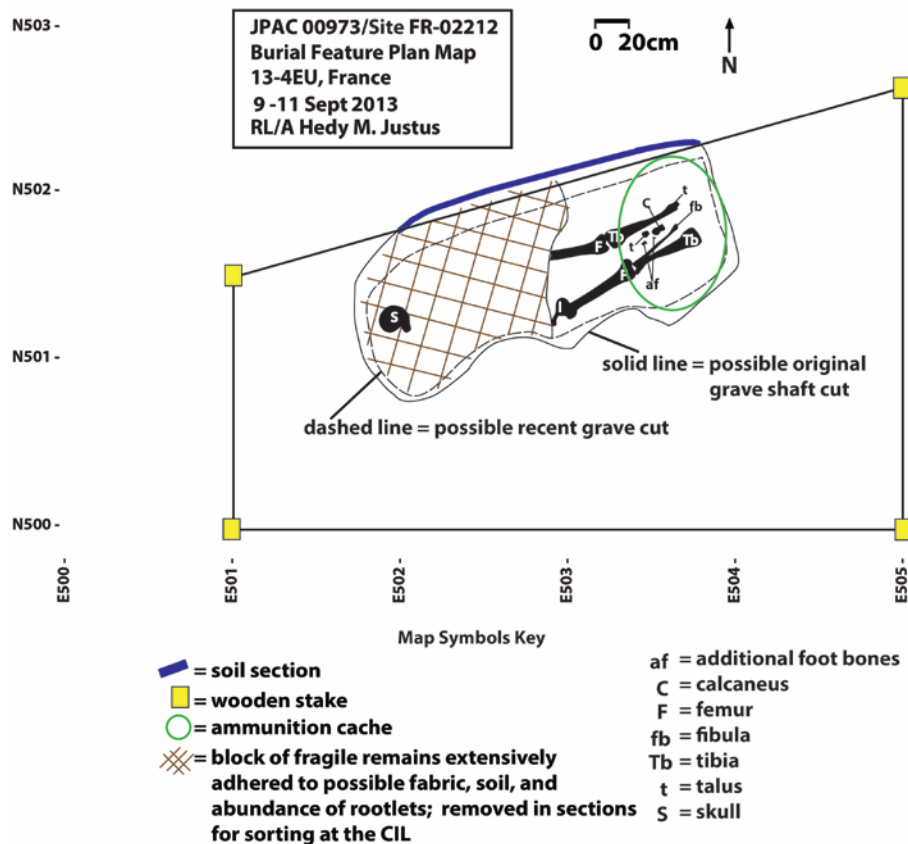 N503 -
JPAC 00973/Site FR-02212
Burial Feature Plan Map
13-4EU, France
9 -11 Sept 2013
RL/A Hedy M. Justus
0 20cm
N
N502 -
t
fb
C
Tb
F
t
Tb
F
af
I
S
N501 -
solid line = possible original
grave shaft cut
dashed line = possible recent grave cut
N500 -
E500 -
E501 -
E502 -
E503 -
E504 -
E505 -
Map Symbols Key
= soil section
= wooden stake
= ammunition cache
= block of fragile remains extensively
adhered to possible fabric, soil, and
abundance of rootlets; removed in sections
for sorting at the CIL
af = additional foot bones
C = calcaneus
F = femur
fb = fibula
Tb = tibia
t = talus
S = skull